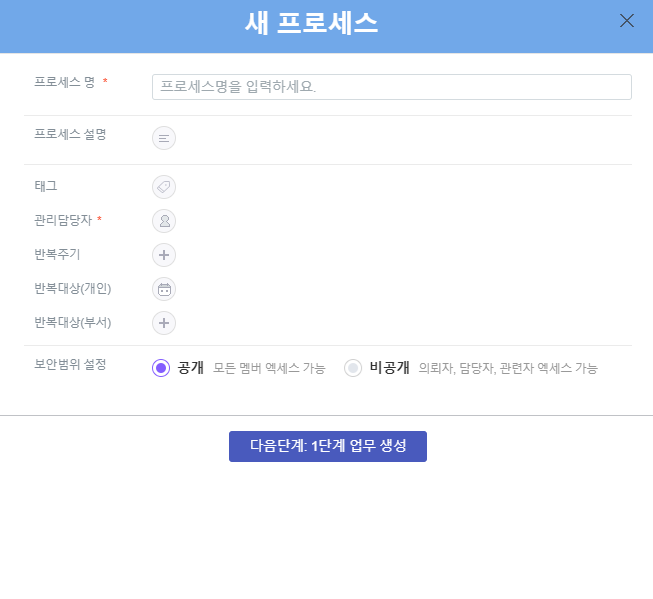 새 프로세스
프로세스 명 *
프로세스명을 입력하세요.
프로세스 설명
태그
관리담당자 *
반복주기
반복대상(개인)
반복대상(부서)
보안범위 설정
공개 모든 멤버 엑세스 가능 비공개 의뢰자, 담당자, 관련자 엑세스 가능
다음단계: 1단계 업무 생성